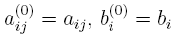 $a_{ij}^{(0)} = a_{ij},\, b_i^{(0)} = b_i$